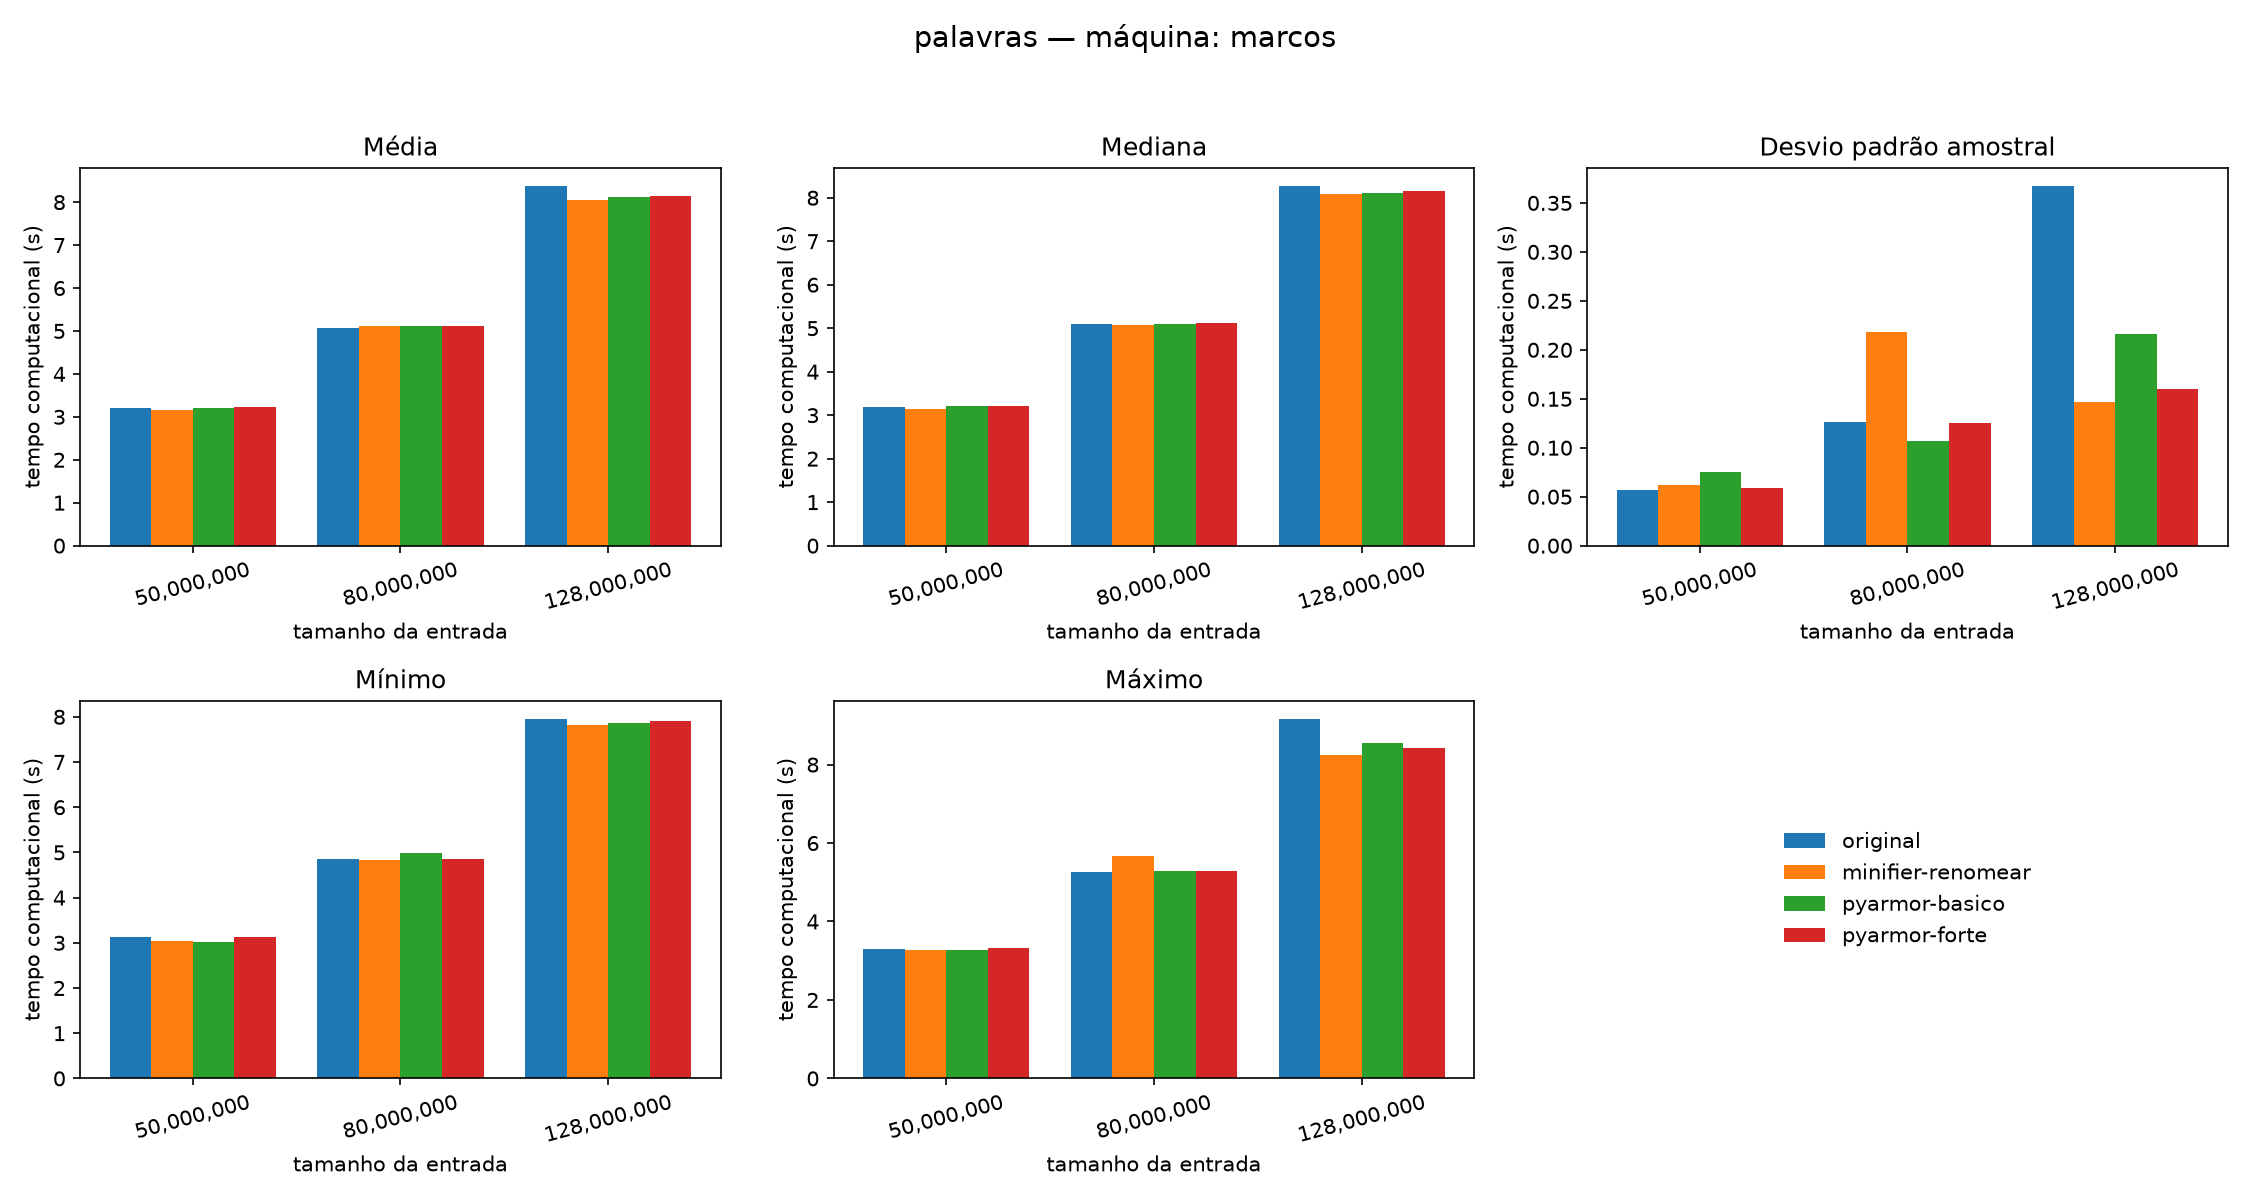 palavras — máquina: marcos
Média
tempo computacional (s)
8
7
6
5
4
3
2
1
0
50,000,000
80,000,000
128,000,000
tamanho da entrada
Mediana
tempo computacional (s)
8
7
6
5
4
3
2
1
0
50,000,000
80,000,000
128,000,000
tamanho da entrada
Desvio padrão amostral
tempo computacional (s)
0.35
0.30
0.25
0.20
0.15
0.10
0.05
0.00
50,000,000
80,000,000
128,000,000
tamanho da entrada
Mínimo
tempo computacional (s)
8
7
6
5
4
3
2
1
0
50,000,000
80,000,000
128,000,000
tamanho da entrada
Máximo
tempo computacional (s)
8
6
4
2
0
50,000,000
80,000,000
128,000,000
tamanho da entrada
original
minifier-renomear
pyarmor-basico
pyarmor-forte